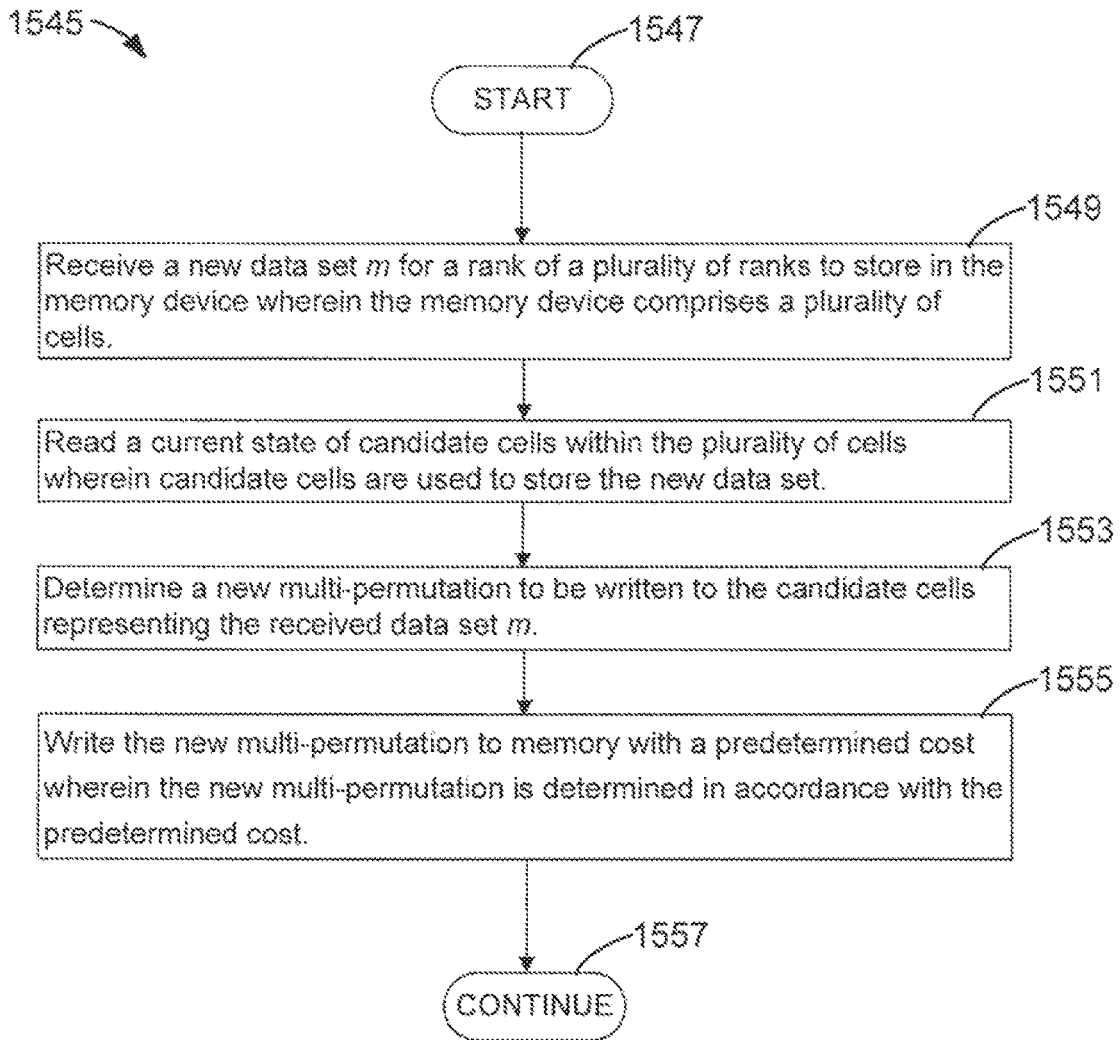 1545
1547
START
1549
Receive a new data set m for a rank of a plurality of ranks to store in the
memory device wherein the memory device comprises a plurality of
cells.
1551
Read a current state of candidate cells within the plurality of cells
wherein candidate cells are used to store the new data set.
1553
Determine a new multi-permutation to be written to the candidate cells
representing the received data set m.
1555
Write the new multi-permutation to memory with a predetermined cost
wherein the new multi-permutation is determined in accordance with the
predetermined cost.
1557
CONTINUE